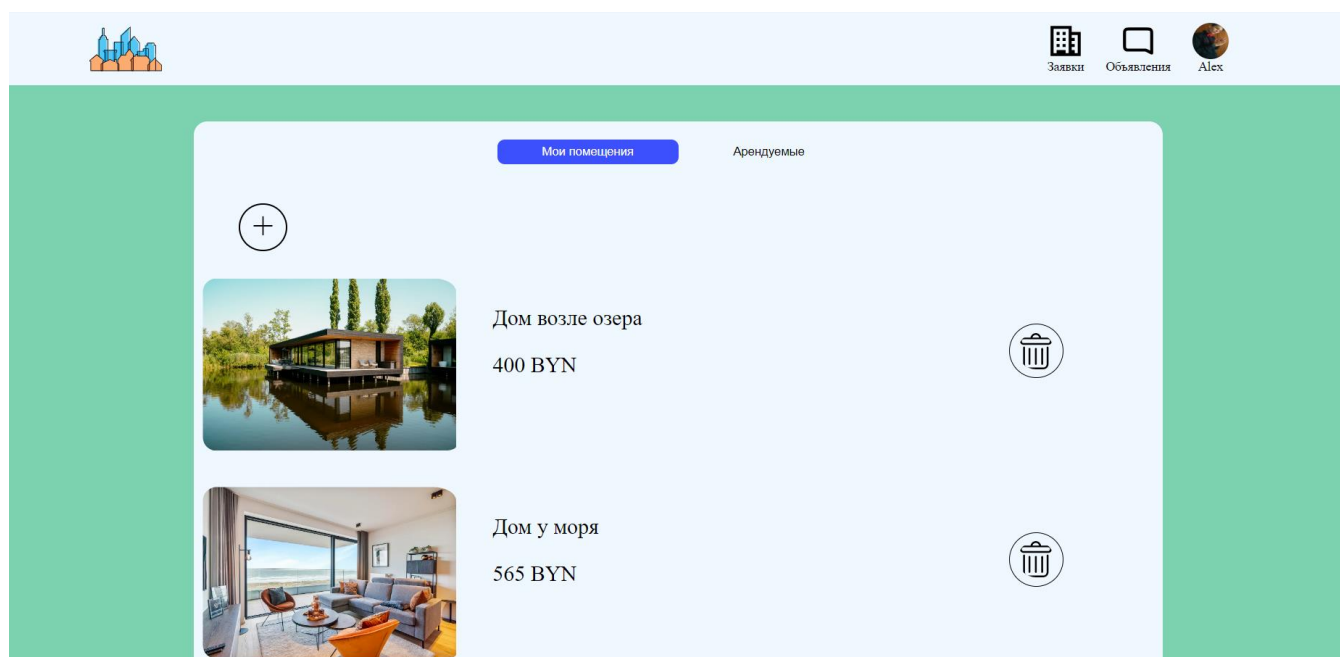 Заявки Объявления Alex
Мои помещения Арендуемые
Дом возле озера
400 BYN
Дом у моря
565 BYN